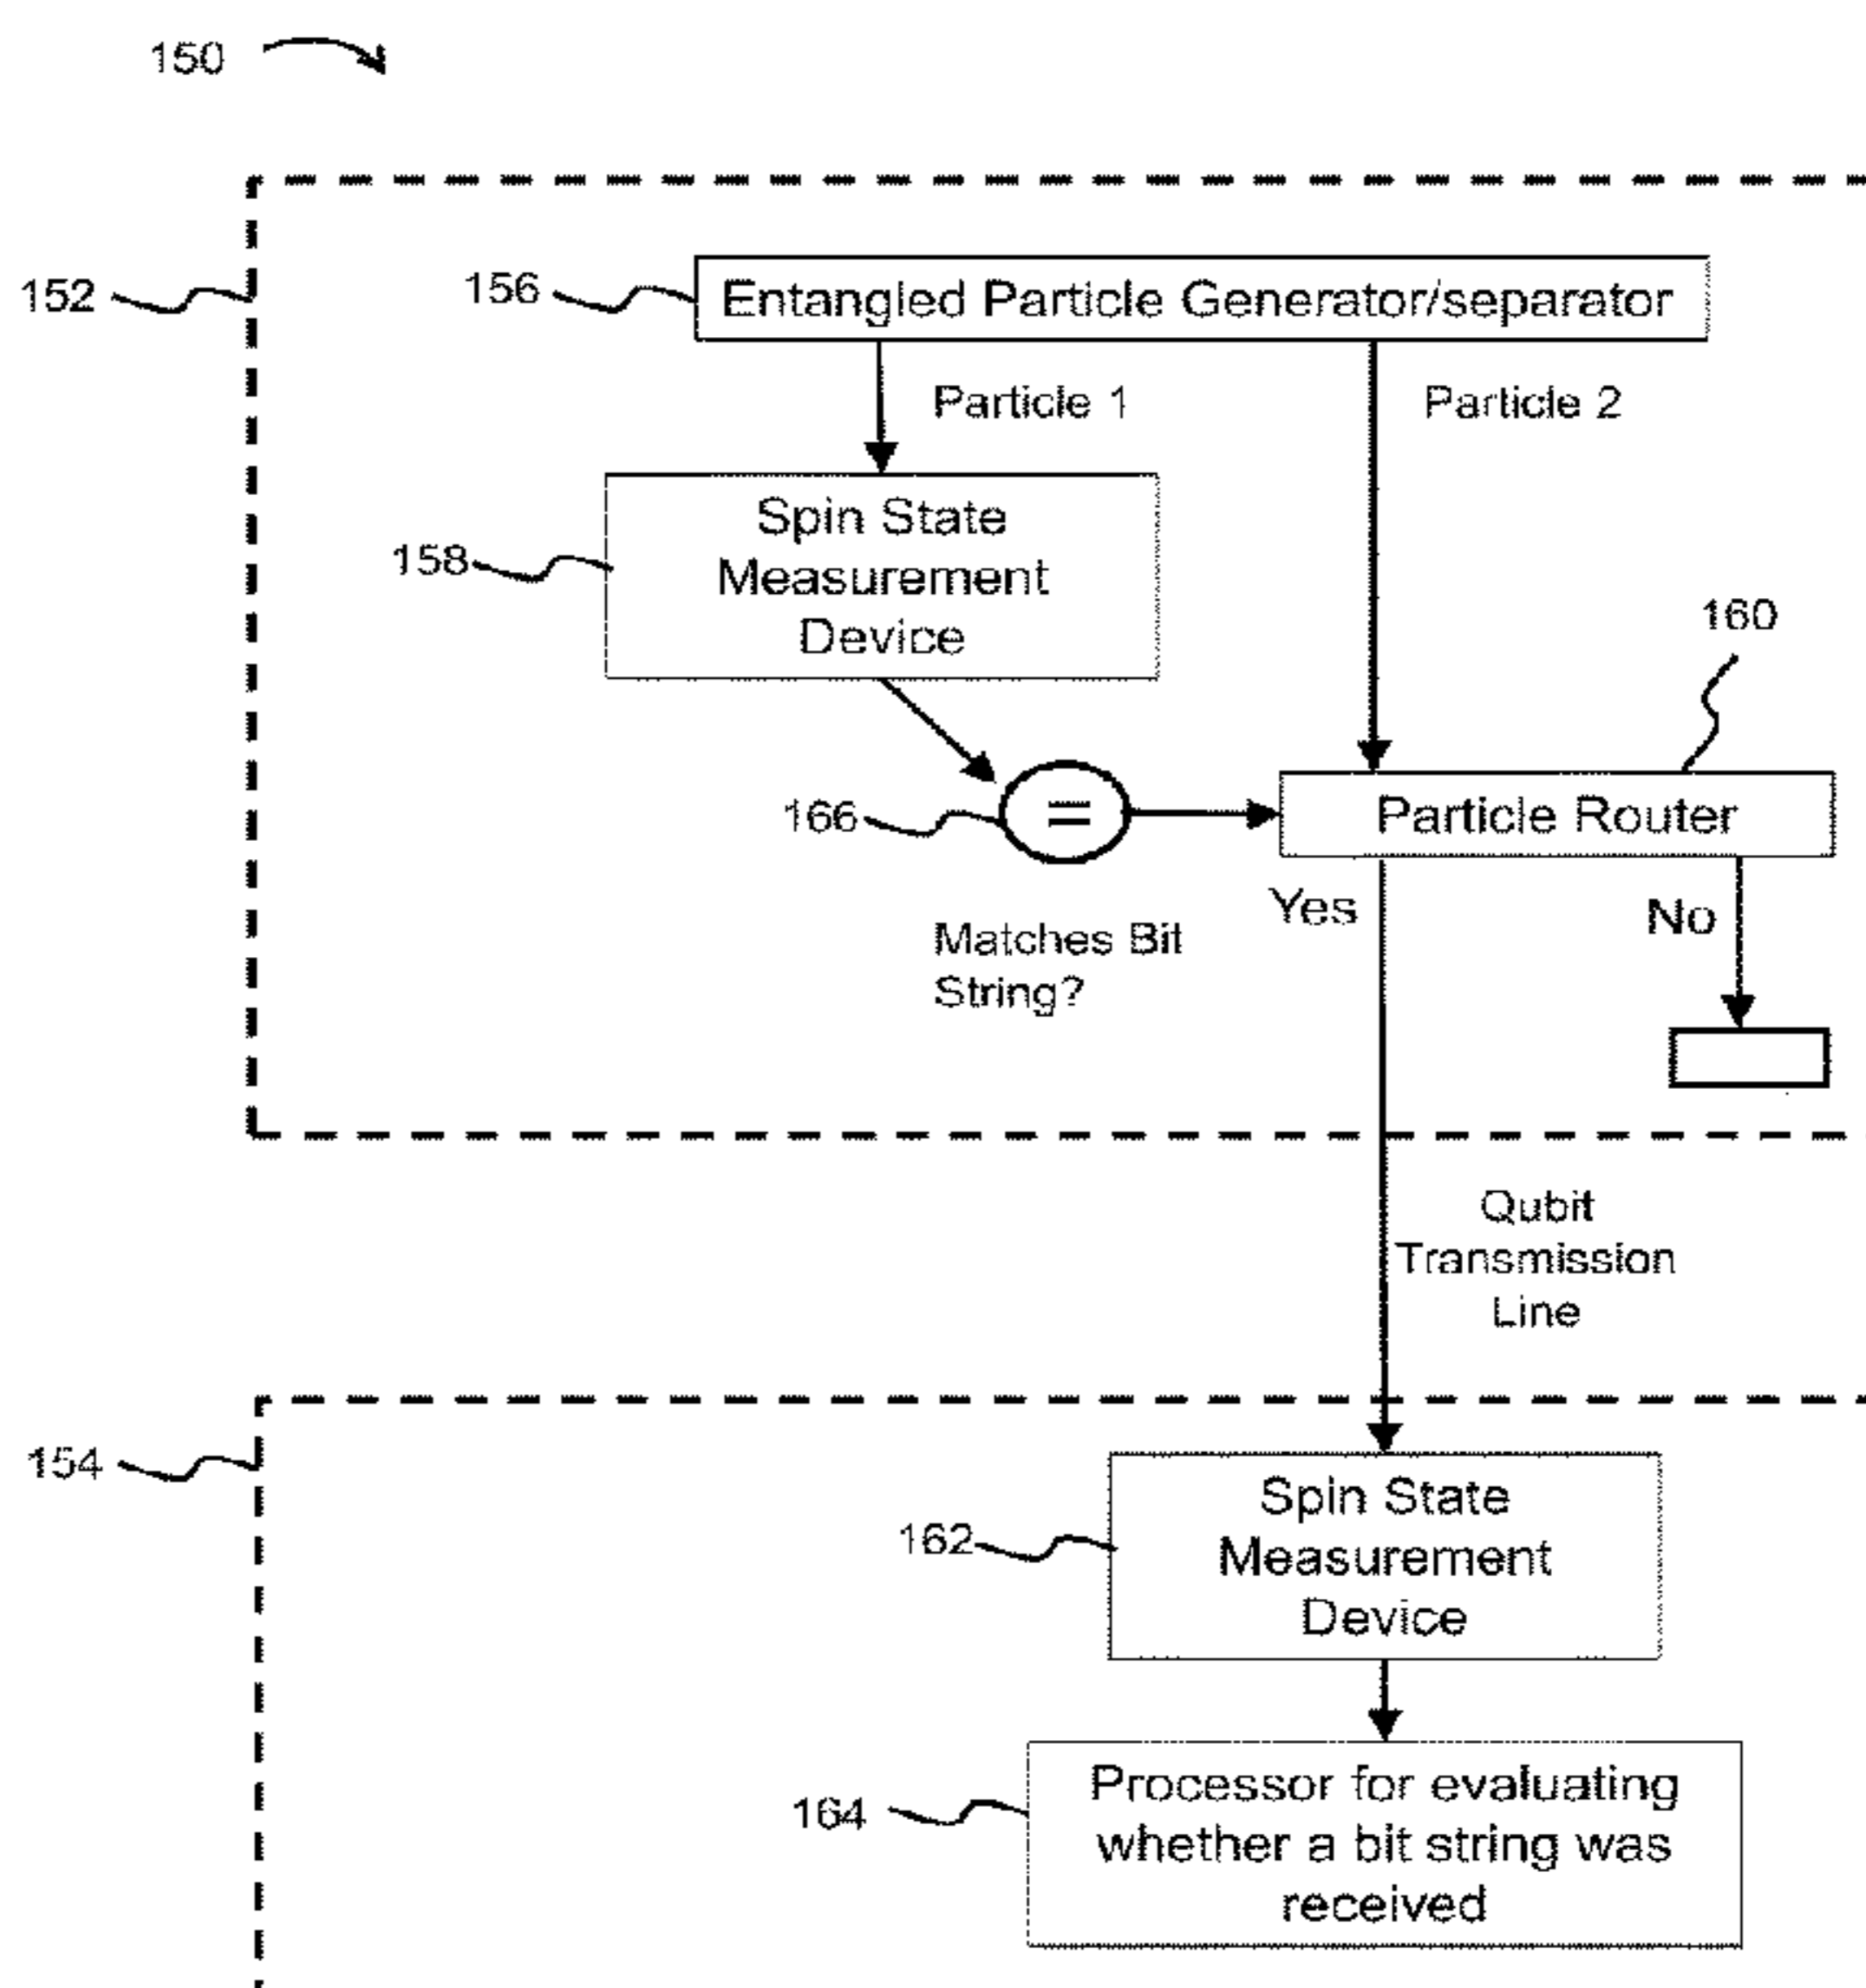 150
152
156
Entangled Particle Generator/separator
Particle 1
Particle 2
158
Spin State
Measurement
Device
160
166
=
Particle Router
Yes
No
Matches Bit
String?
Qubit
Transmission
Line
154
162
Spin State
Measurement
Device
164
Processor for evaluating
whether a bit string was
received